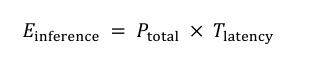 E_inference = P_total × T_latency